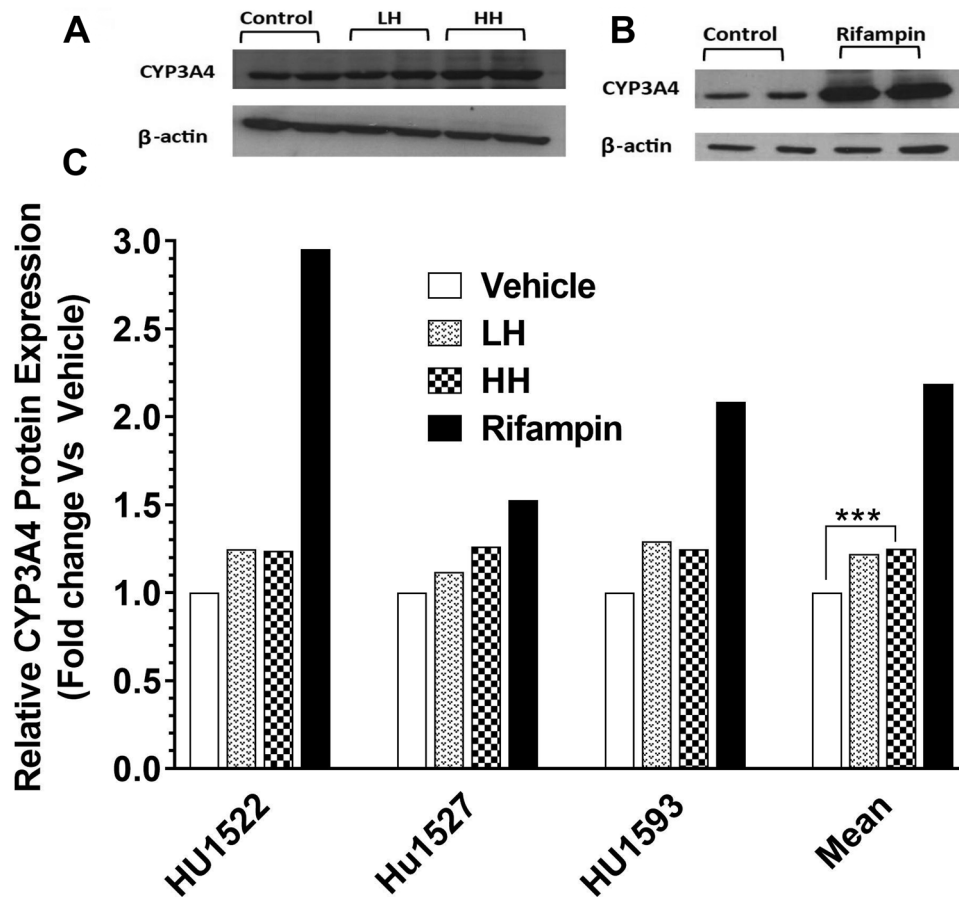 A
Control LH HH
CYP3A4
β-actin
B
Control Rifampin
CYP3A4
β-actin
C
Relative CYP3A4 Protein Expression
(Fold change Vs Vehicle)
3.0
2.5
2.0
1.5
1.0
0.5
0.0
Vehicle
LH
HH
Rifampin
***
HU1522
Hu1527
HU1593
Mean